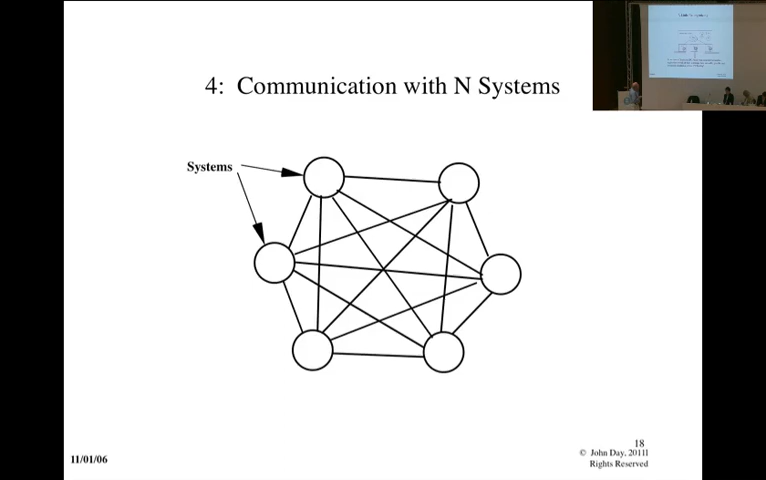 4: Communication with N Systems
Systems
18
© John Day, 20111
Rights Reserved
11/01/06